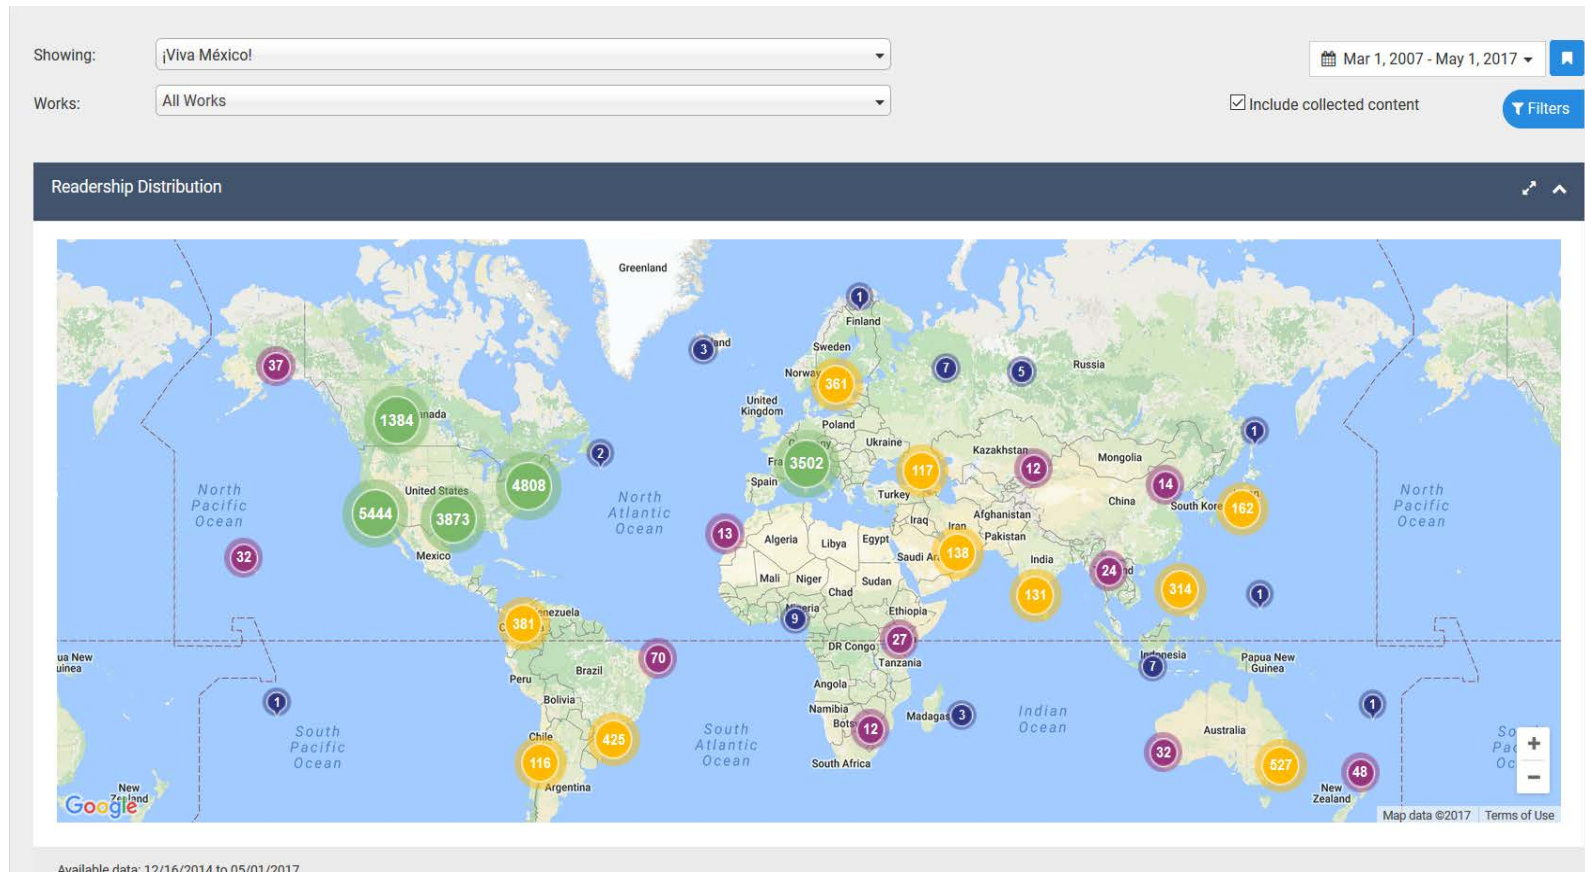 Showing:
¡Viva México!
Mar 1, 2007 - May 1, 2017
Works:
All Works
Include collected content
Filters
Readership Distribution
Greenland
1
Finland
3
Sweden
37
7
5
Russia
Norway
361
United
Kingdom
1384
Poland
1
Ukraine
2
3502
117
Kazakhstan
12
Mongolia
4808
Spain
14
United States
Turkey
China
South Kore
162
North
Pacific
Ocean
5444
3873
North
Atlantic
Ocean
North
Pacific
Ocean
13
Algeria
Libya
Egypt
Iraq
Iran
Afghanistan
Pakistan
32
Mexico
Saudi
138
India
24
Mali
Niger
Chad
Sudan
131
314
1
381
9
Ethiopia
27
DR Congo
Tanzania
70
Indonesia
7
Papua New
Guinea
ua New
uinea
Peru
Brazil
Angola
Bolivia
Namibia
Madagas
3
Indian
Ocean
1
1
South
Pacific
Ocean
Chile
425
South
Atlantic
Ocean
12
Australia
32
116
South Africa
527
48
Argentina
New
Zealand
New
Zealand
Google
Map data ©2017
Terms of Use
Available data: 12/16/2014 to 05/01/2017